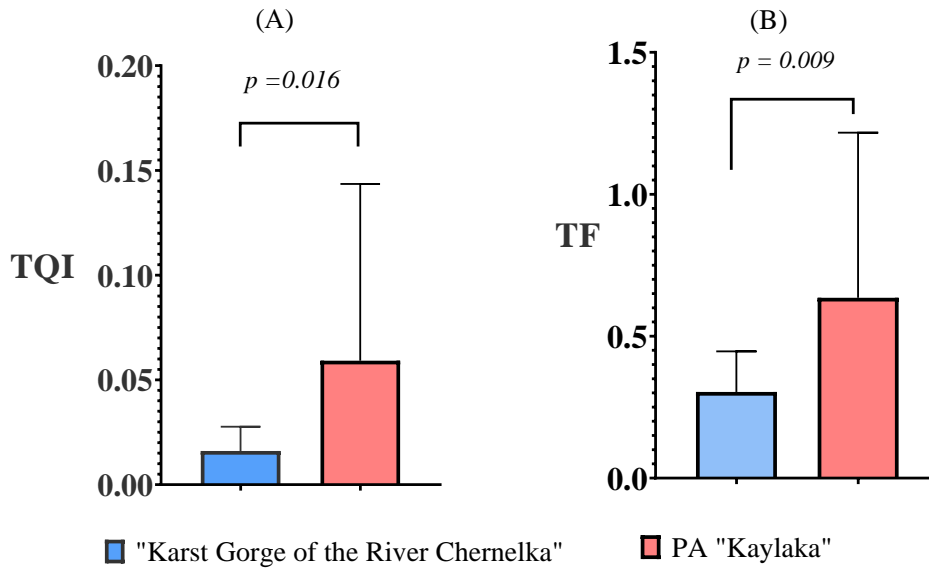 (A)
(B)
p =0.016
p = 0.009
TQI
0.20
0.15
0.10
0.05
0.00
TF
1.5
1.0
0.5
0.0
"Karst Gorge of the River Chernelka"
PA "Kaylaka"